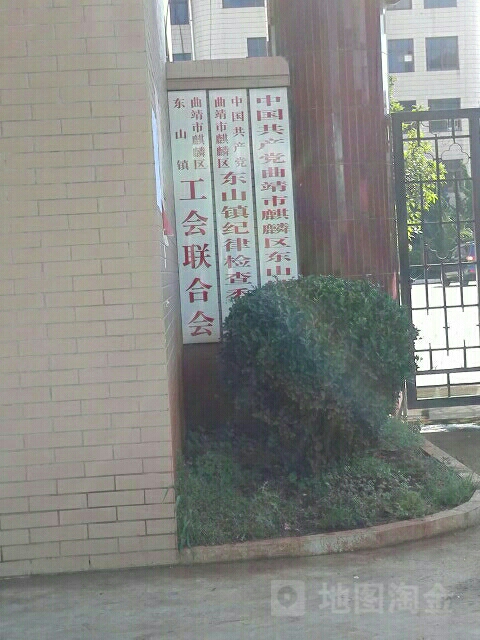 中国共产党曲靖市麒麟区东山
中国共产党
曲靖市麒麟区
东山镇纪律检查委
曲靖市麒麟区
东山镇
工会联合会
地图淘金